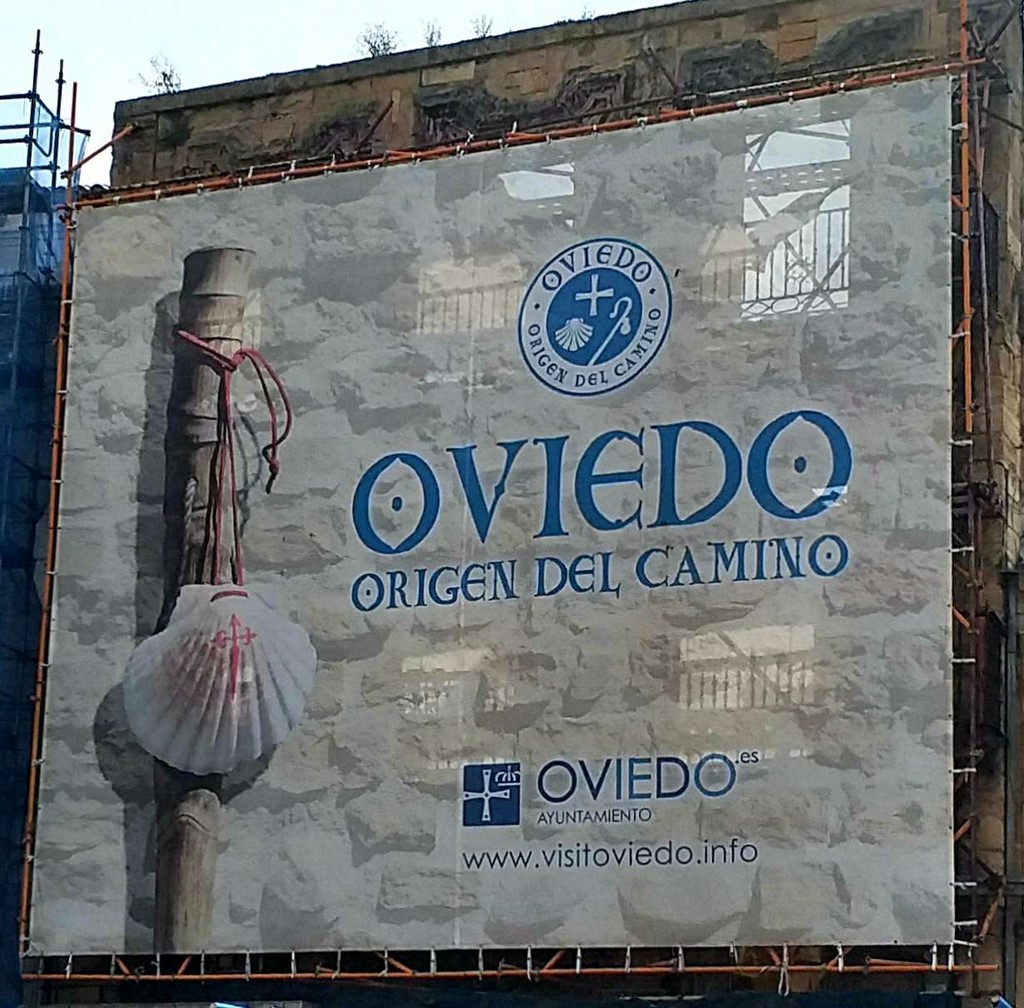 OVIEDO
ORIGEN DEL CAMINO
OVIEDO
ORIGEN DEL CAMINO
OVIEDO.es
AYUNTAMIENTO
www.visitoviedo.info